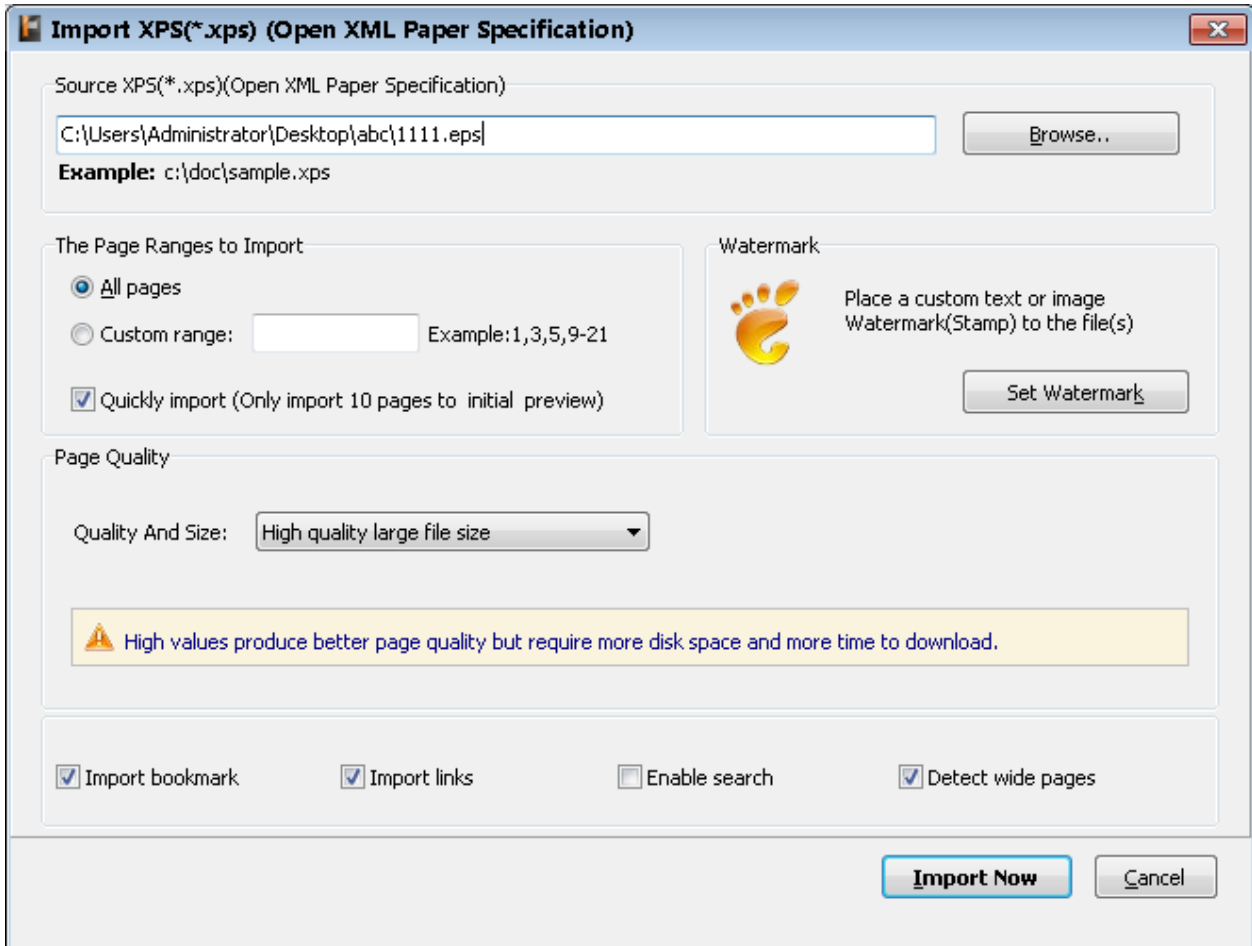 Import XPS(*.xps) (Open XML Paper Specification)
Source XPS(*.xps)(Open XML Paper Specification)
C:\Users\Administrator\Desktop\abc\1111.eps
Browse..
Example: c:\doc\sample.xps
The Page Ranges to Import
All pages
Custom range:
Example:1,3,5,9-21
Quickly import (Only import 10 pages to  initial  preview)
Watermark
Place a custom text or image
Watermark(Stamp) to the file(s)
Set Watermark
Page Quality
Quality And Size:
High quality large file size
High values produce better page quality but require more disk space and more time to download.
Import bookmark
Import links
Enable search
Detect wide pages
Import Now
Cancel